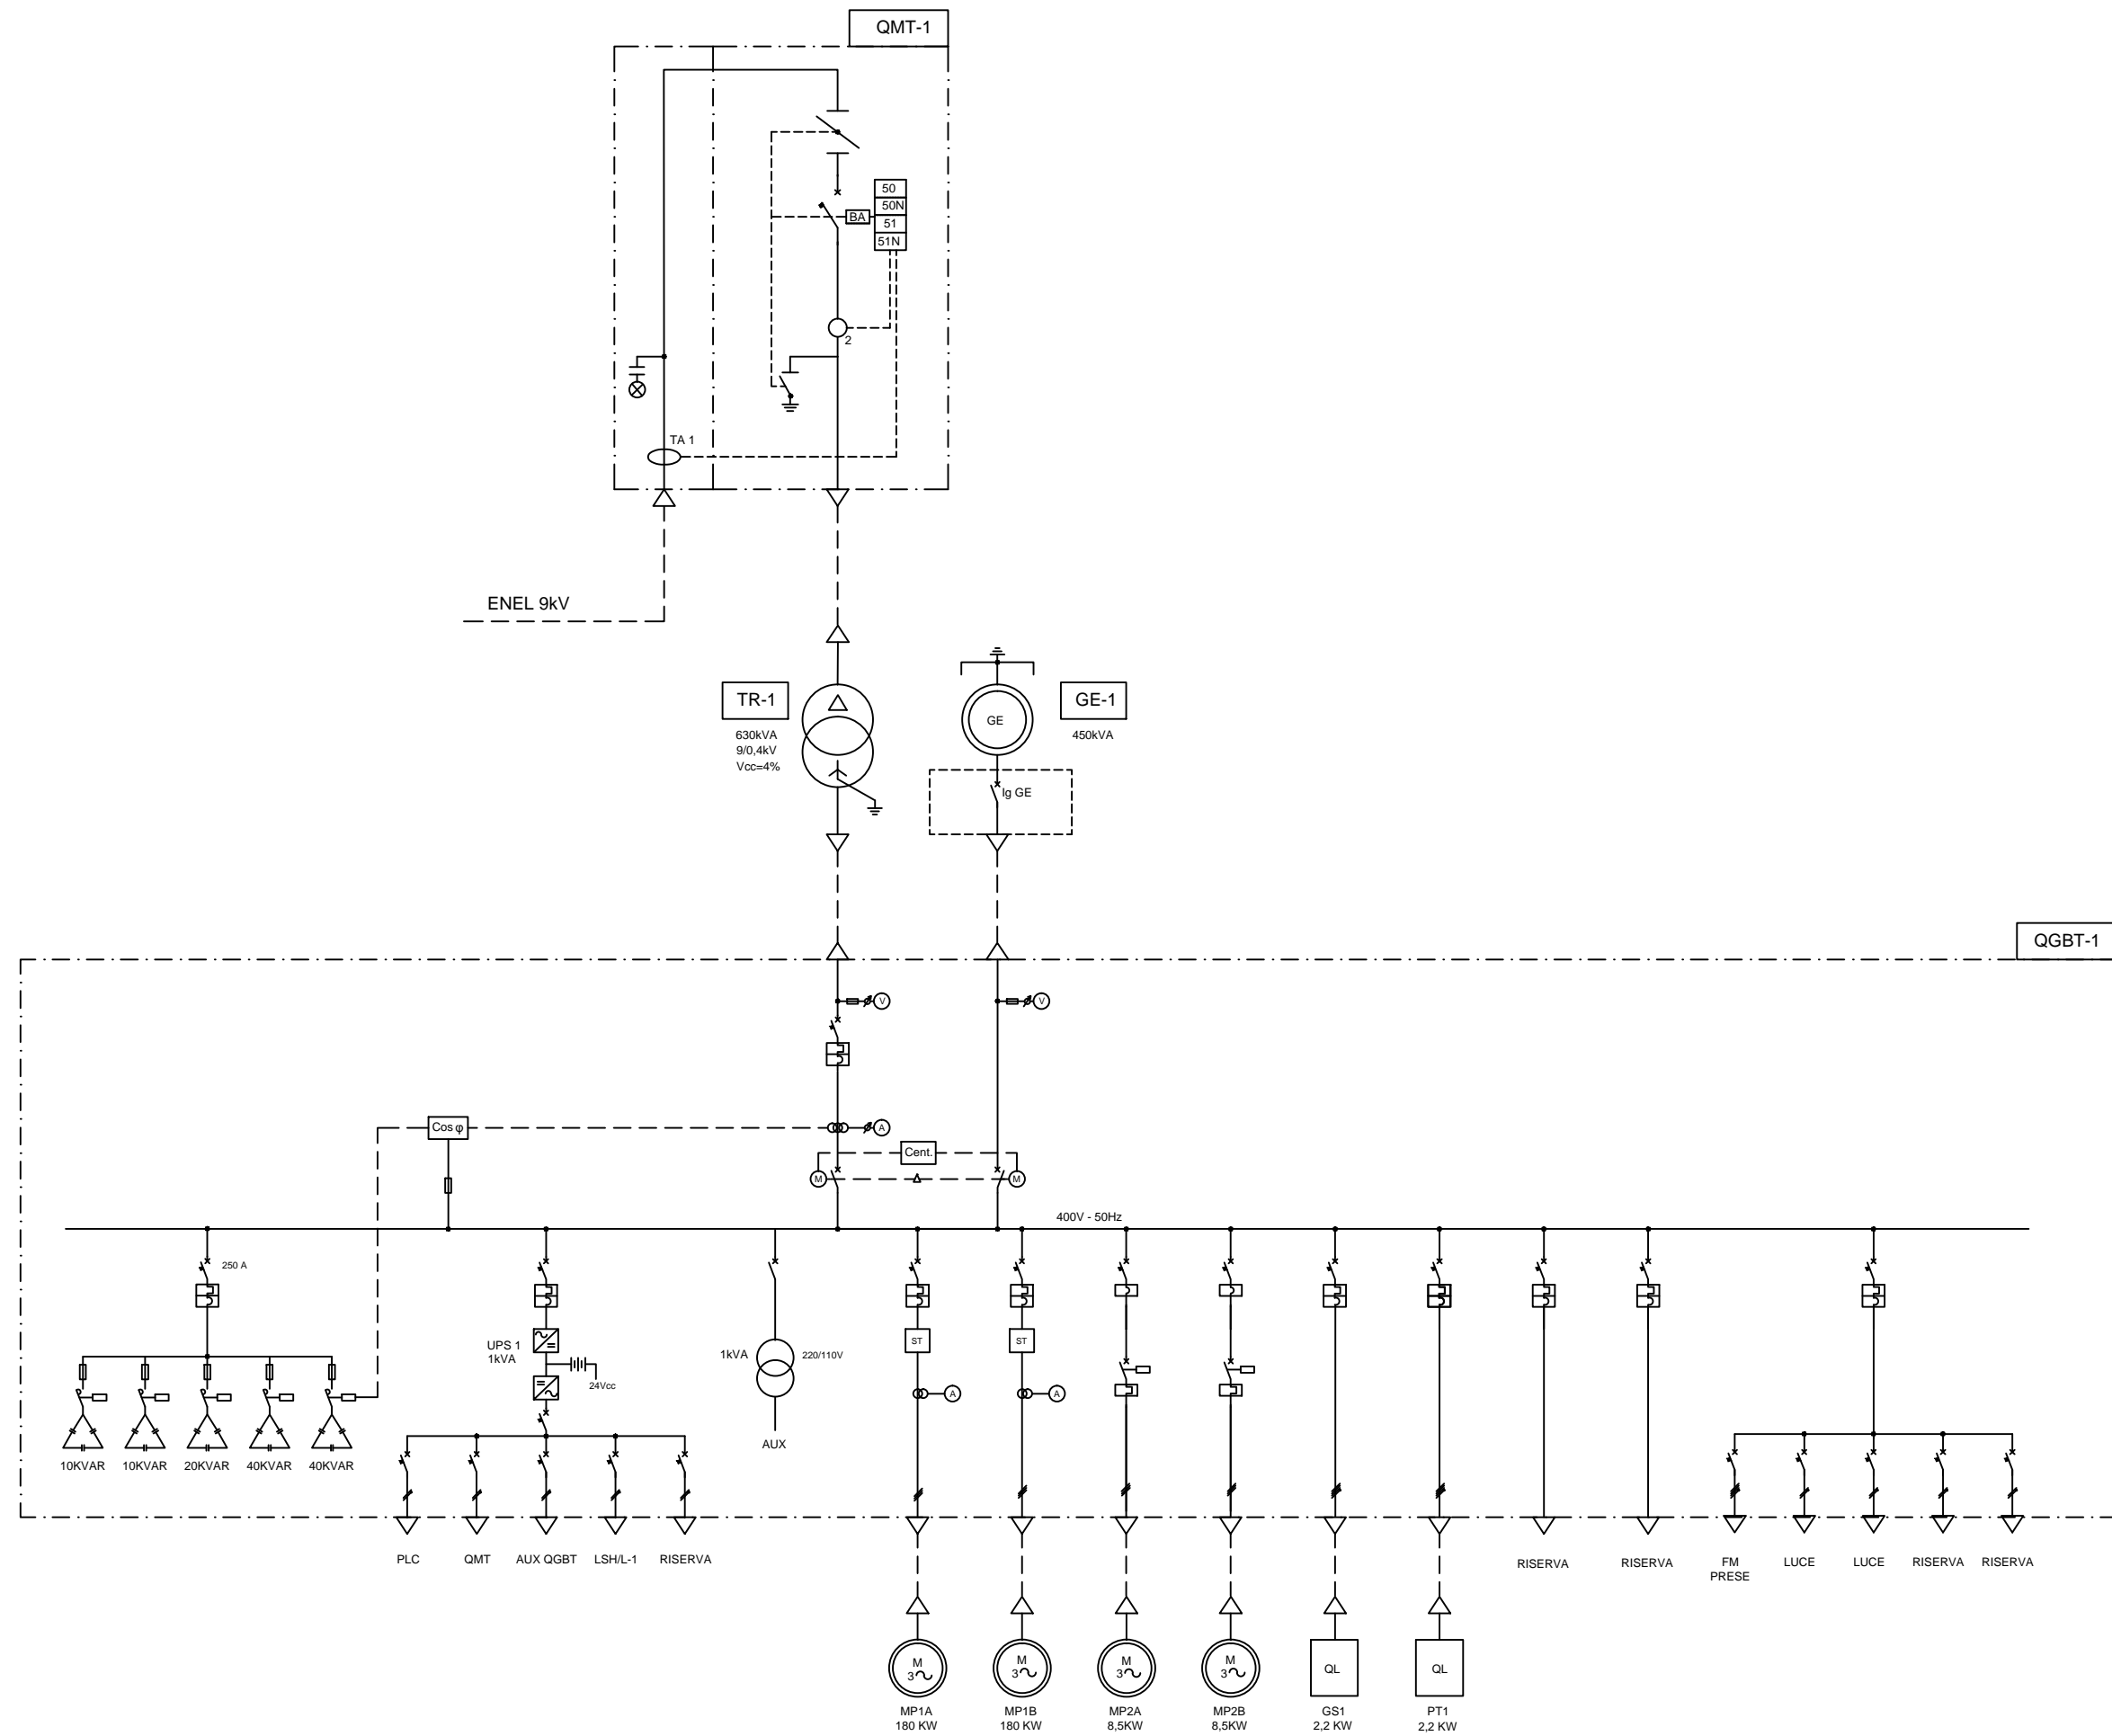 QMT-1
50
50N
BA
51
51N
2
TA 1
ENEL 9kV
TR-1
630kVA
9/0,4kV
Vcc=4%
GE
GE-1
450kVA
Ig GE
QGBT-1
V
V
Cos φ
A
Cent.
M
M
400V - 50Hz
250 A
UPS 1
1kVA
24Vcc
1kVA
220/110V
AUX
ST
ST
A
A
10KVAR
10KVAR
20KVAR
40KVAR
40KVAR
PLC
QMT
AUX QGBT
LSH/L-1
RISERVA
RISERVA
RISERVA
FM
PRESE
LUCE
LUCE
RISERVA
RISERVA
M
3
M
3
M
3
M
3
QL
QL
MP1A
180 KW
MP1B
180 KW
MP2A
8,5KW
MP2B
8,5KW
GS1
2,2 KW
PT1
2,2 KW